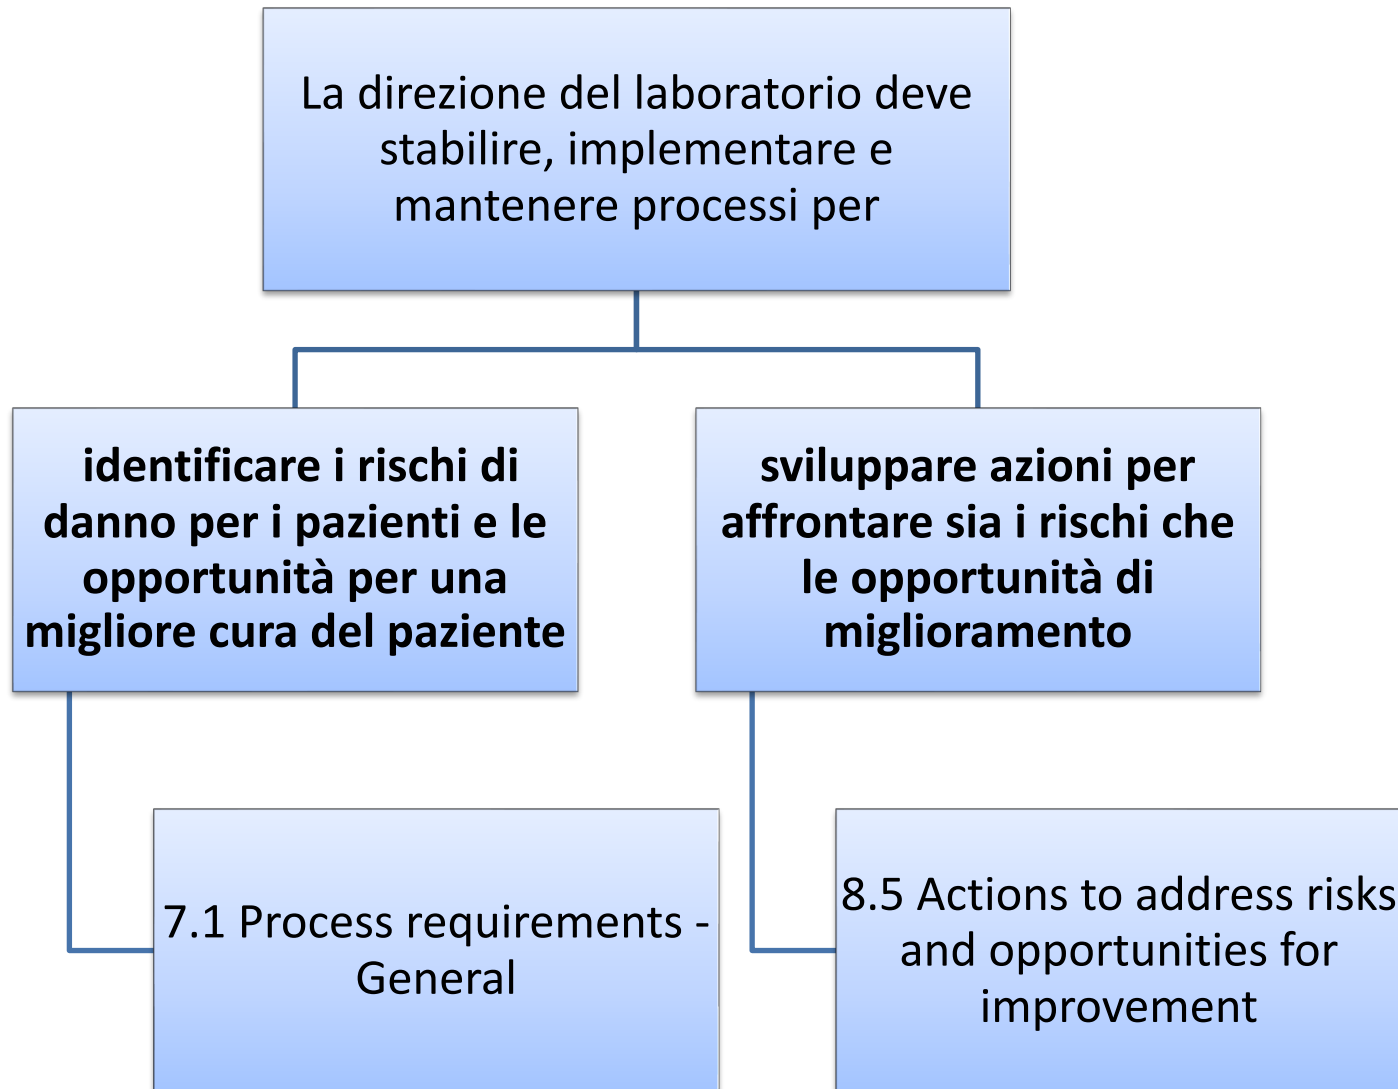 La direzione del laboratorio deve
stabilire, implementare e
mantenere processi per
identificare i rischi di
danno per i pazienti e le
opportunità per una
migliore cura del paziente
sviluppare azioni per
affrontare sia i rischi che
le opportunità di
miglioramento
7.1 Process requirements -
General
8.5 Actions to address risks
and opportunities for
improvement